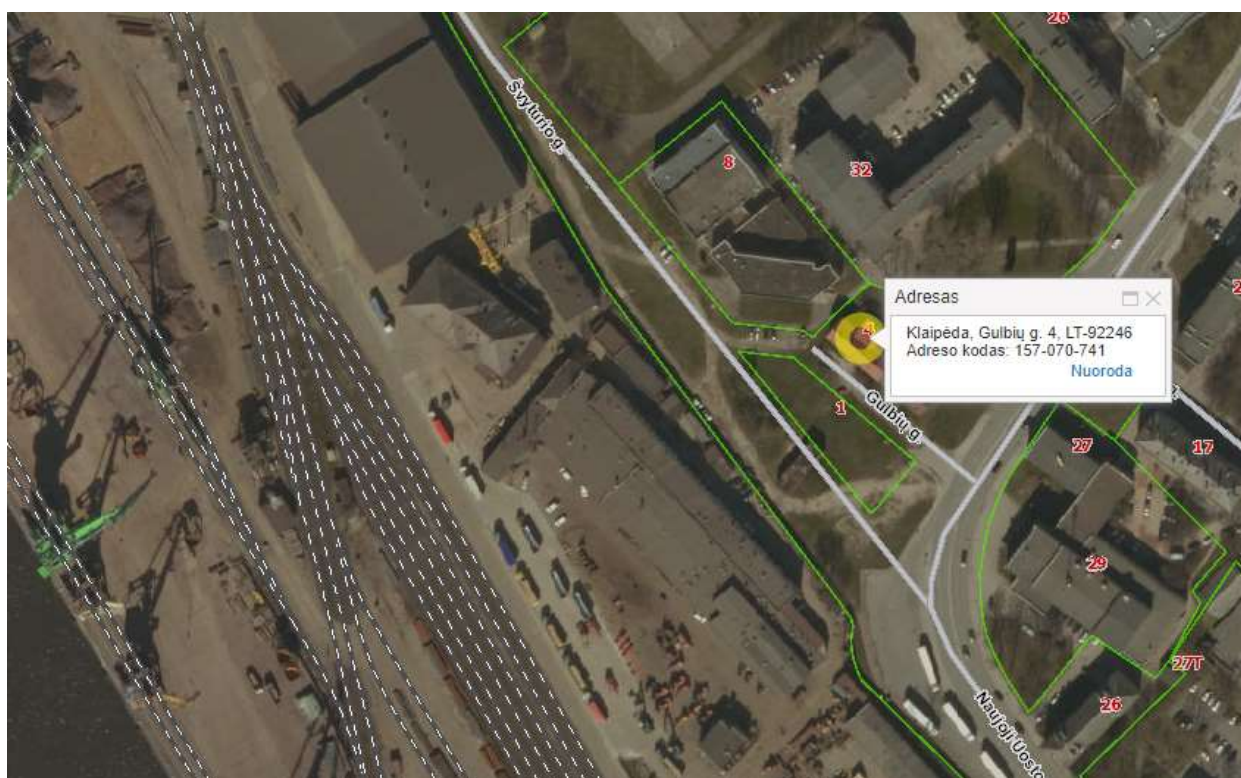 26
Švyturio g.
8
32
Adresas
Klaipėda, Gulbių g. 4, LT-92246
Adreso kodas: 157-070-741
Nuoroda
4
1
Gulbių g.
27
17
29
27T
26
Naujoji Uosto